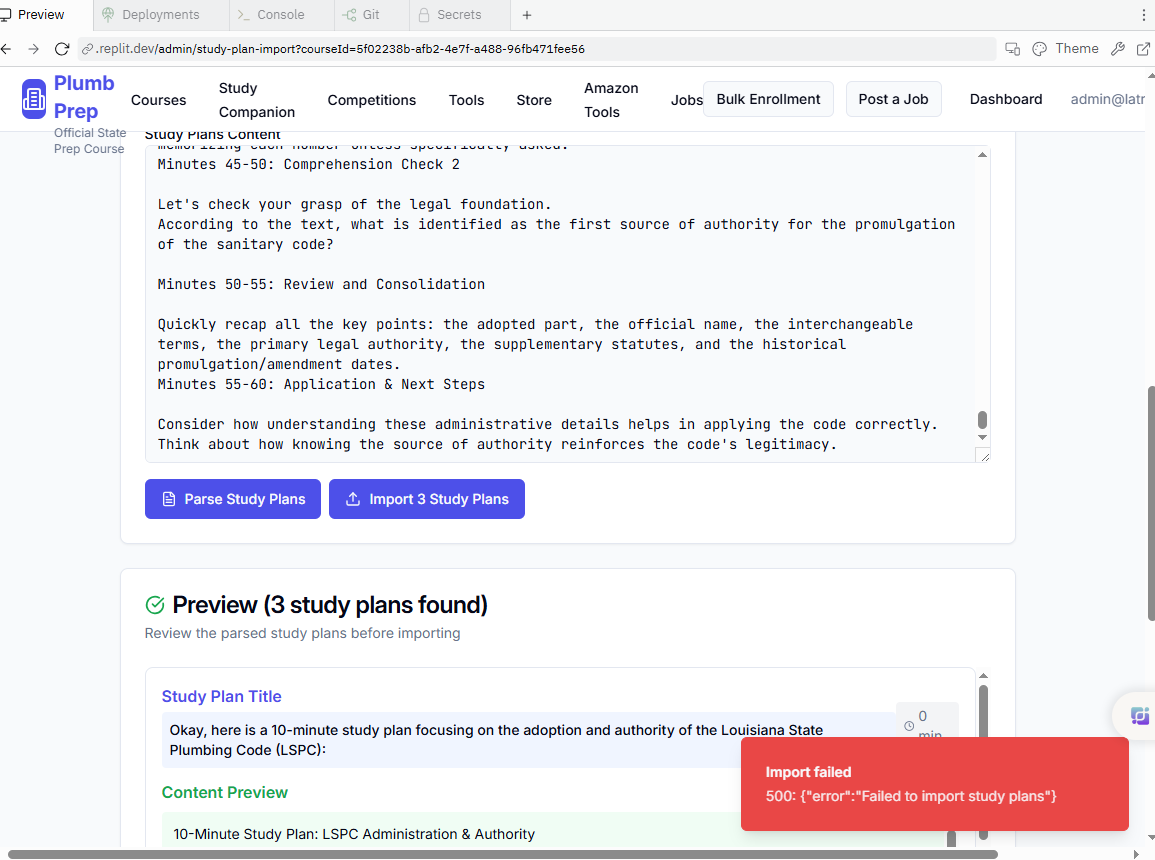 Preview
Deployments
Console
Git
Secrets
.replit.dev/admin/study-plan-import?courseId=5f02238b-afb2-4e7f-a488-96fb471fee56
Theme
Plumb
Prep
Official State
Prep Course
Courses
Study
Companion
Competitions
Tools
Store
Amazon
Tools
Jobs
Bulk Enrollment
Post a Job
Dashboard
admin@latr
Study Plans Content
memorizing each number unless specifically asked.
Minutes 45-50: Comprehension Check 2
Let's check your grasp of the legal foundation.
According to the text, what is identified as the first source of authority for the promulgation
of the sanitary code?
Minutes 50-55: Review and Consolidation
Quickly recap all the key points: the adopted part, the official name, the interchangeable
terms, the primary legal authority, the supplementary statutes, and the historical
promulgation/amendment dates.
Minutes 55-60: Application & Next Steps
Consider how understanding these administrative details helps in applying the code correctly.
Think about how knowing the source of authority reinforces the code's legitimacy.
Parse Study Plans
Import 3 Study Plans
Preview (3 study plans found)
Review the parsed study plans before importing
Study Plan Title
Okay, here is a 10-minute study plan focusing on the adoption and authority of the Louisiana State
Plumbing Code (LSPC):
0
min
Content Preview
10-Minute Study Plan: LSPC Administration & Authority
Import failed
500: {"error":"Failed to import study plans"}